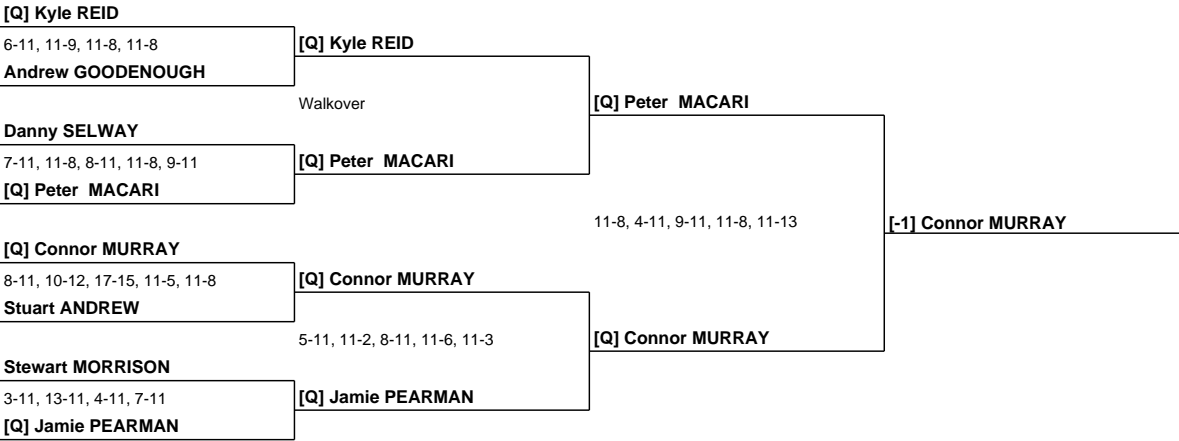 [Q] Kyle REID
6-11, 11-9, 11-8, 11-8
Andrew GOODENOUGH
Danny SELWAY
7-11, 11-8, 8-11, 11-8, 9-11
[Q] Peter  MACARI
[Q] Connor MURRAY
8-11, 10-12, 17-15, 11-5, 11-8
Stuart ANDREW
Stewart MORRISON
3-11, 13-11, 4-11, 7-11
[Q] Jamie PEARMAN
[Q] Kyle REID
Walkover
[Q] Peter  MACARI
[Q] Connor MURRAY
5-11, 11-2, 8-11, 11-6, 11-3
[Q] Jamie PEARMAN
[Q] Peter  MACARI
11-8, 4-11, 9-11, 11-8, 11-13
[Q] Connor MURRAY
[-1] Connor MURRAY